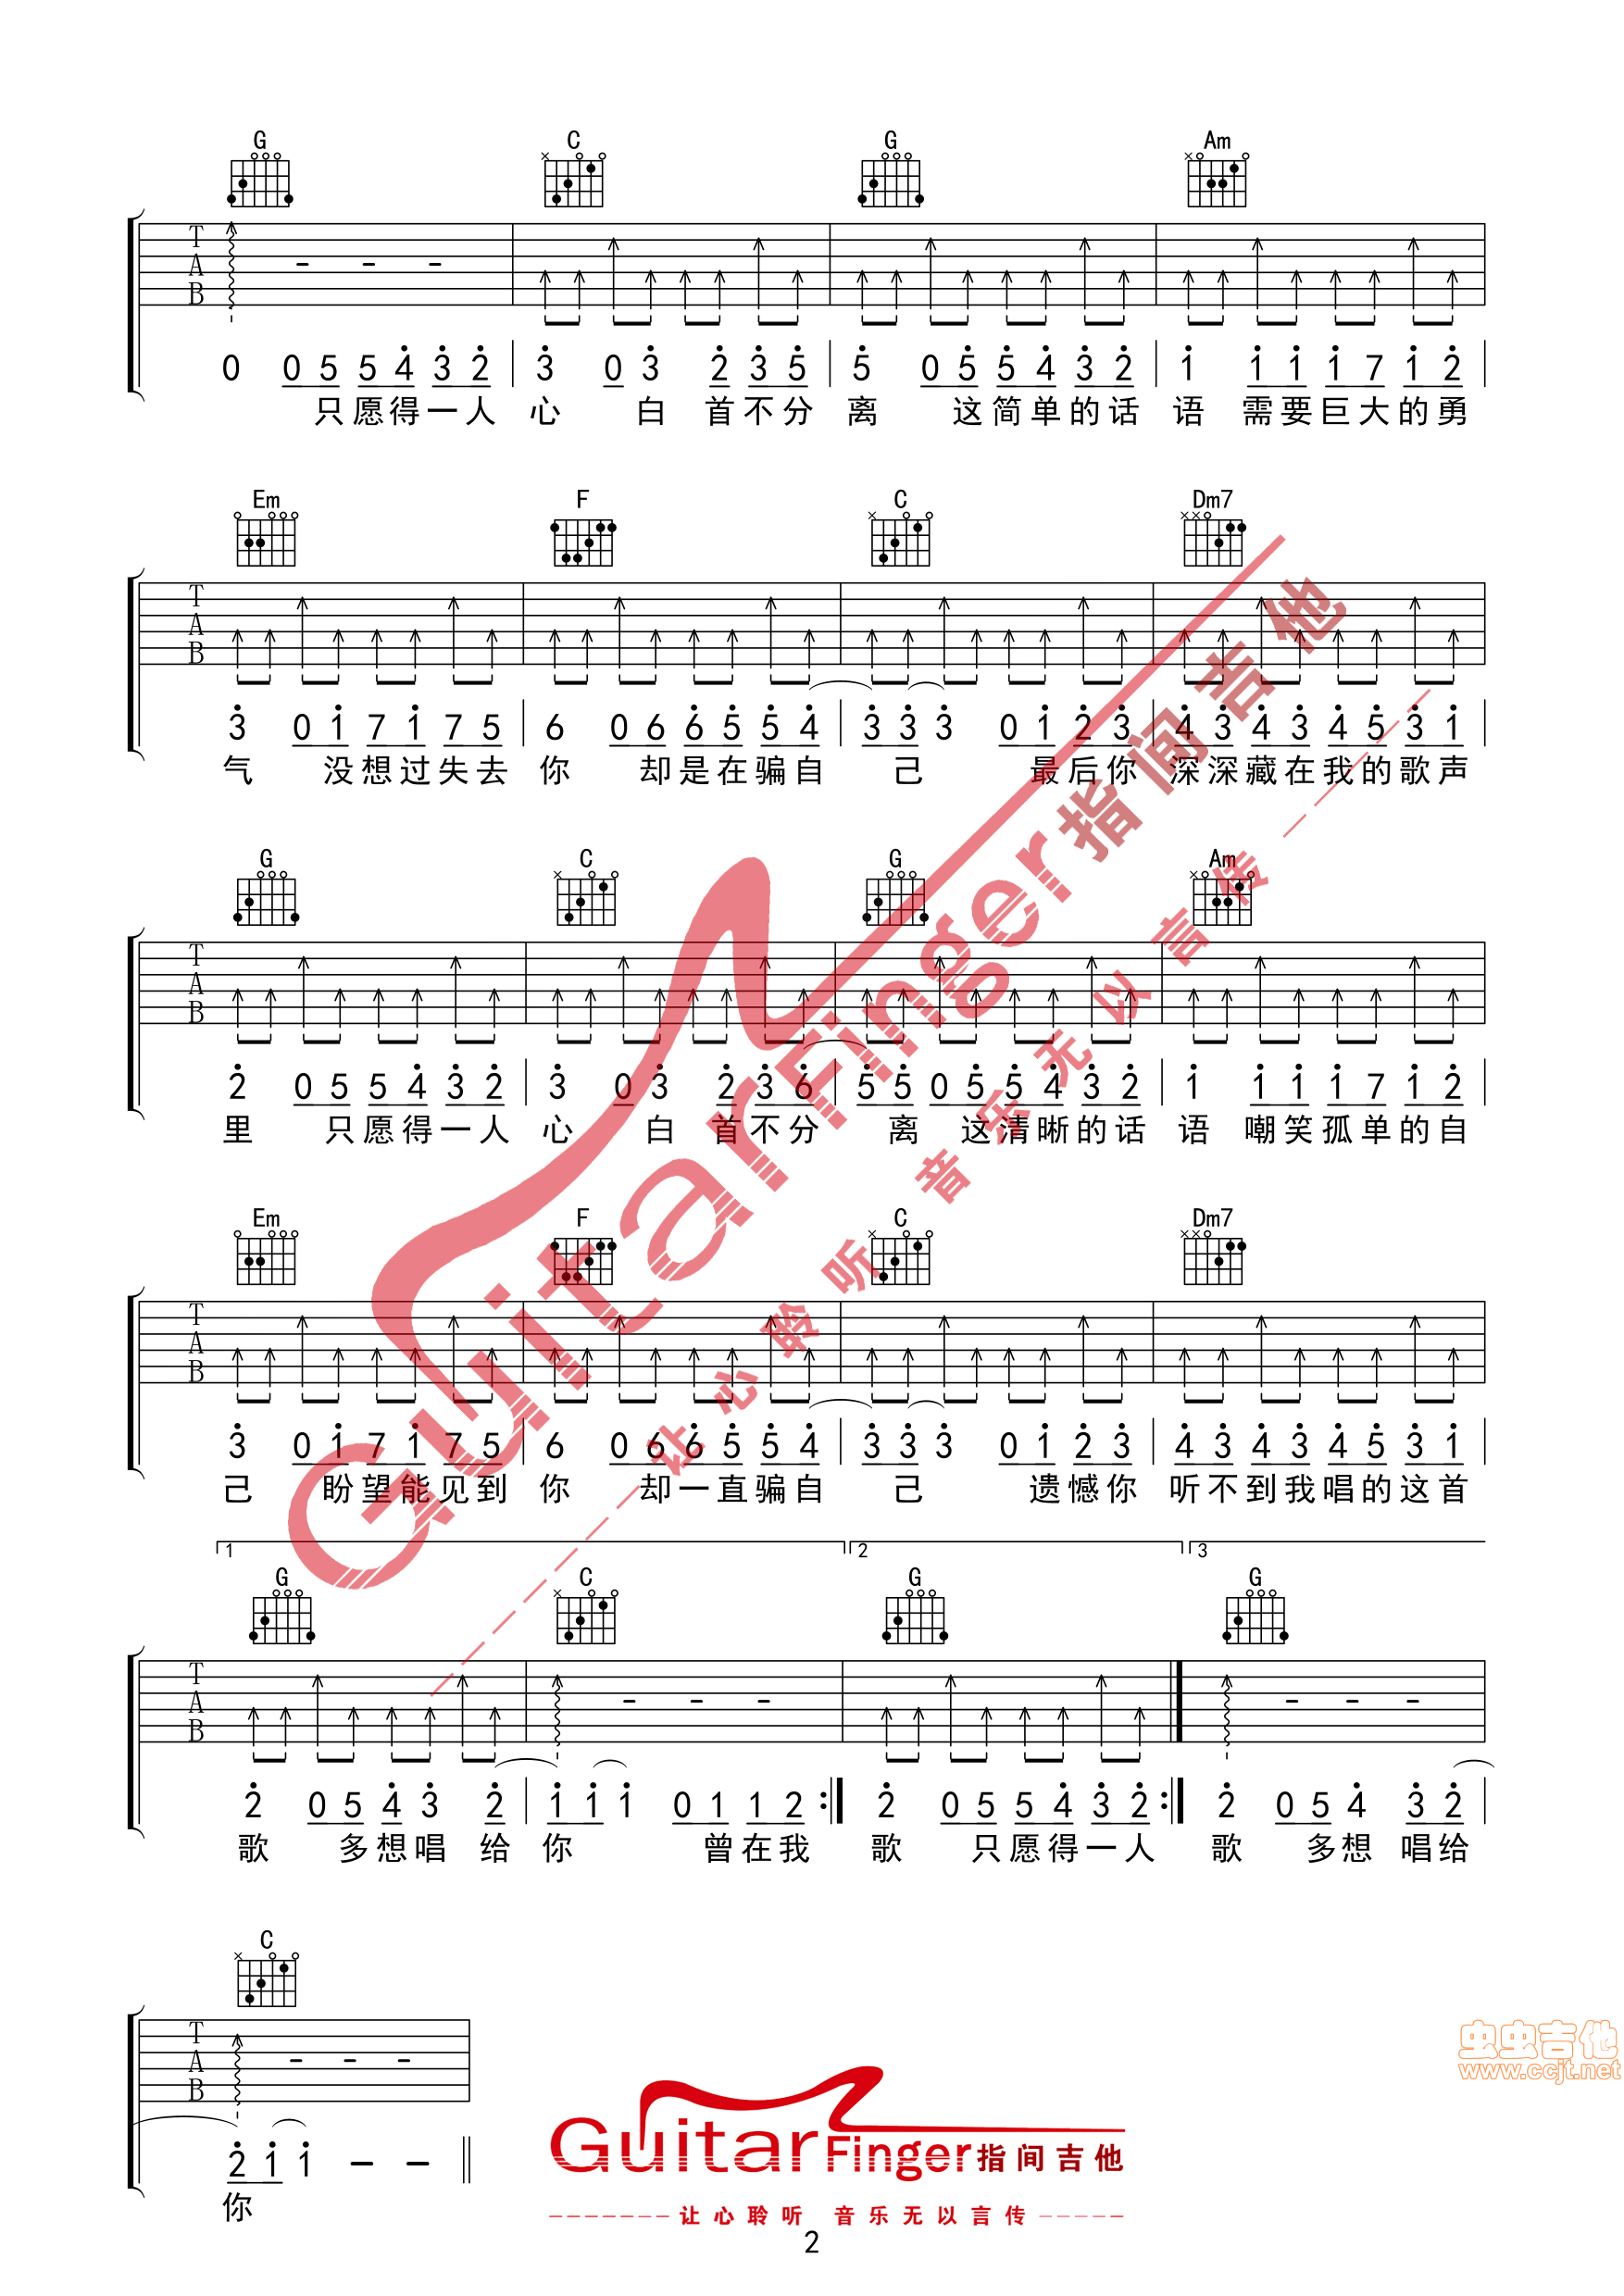 G C G Am
T
A
B
0 0 5 5 4 3 2 3 0 3 2 3 5 5 0 5 5 4 3 2 1 1 1 1 7 1 2
只愿得一人 心 白 首不分 离 这简单的话 语 需要巨大的勇
Em F C Dm7
T
A
B
3 0 1 7 1 7 5 6 0 6 6 5 5 4 3 3 3 0 1 2 3 4 3 4 3 4 5 3 1
气 没想过失去 你 却是在骗自 己 最后你 深深藏在我的歌声
G C G Am
T
A
B
2 0 5 5 4 3 2 3 0 3 2 3 6 5 5 0 5 5 4 3 2 1 1 1 1 7 1 2
里 只愿得一人 心 白 首不分 离 这清晰的话 语 嘲笑孤单的自
Em F C Dm7
T
A
B
3 0 1 7 1 7 5 6 0 6 6 5 5 4 3 3 3 0 1 2 3 4 3 4 3 4 5 3 1
己 盼望能见到 你 却一直骗自 己 遗憾你 听不到我唱的这首
1 2 3
G C G G
T
A
B
2 0 5 4 3 2 1 1 1 0 1 1 2 2 0 5 5 4 3 2 2 0 5 4 3 2
歌 多想唱 给 你 曾在我 歌 只愿得一人 歌 多想 唱给
C
T
A
B
2 1 1 – –
你
GuitarFinger指间吉他
让心聆听 音乐无以言传
GuitarFinger指间吉他
让心聆听 音乐无以言传
2
虫虫吉他
www.ccjt.net